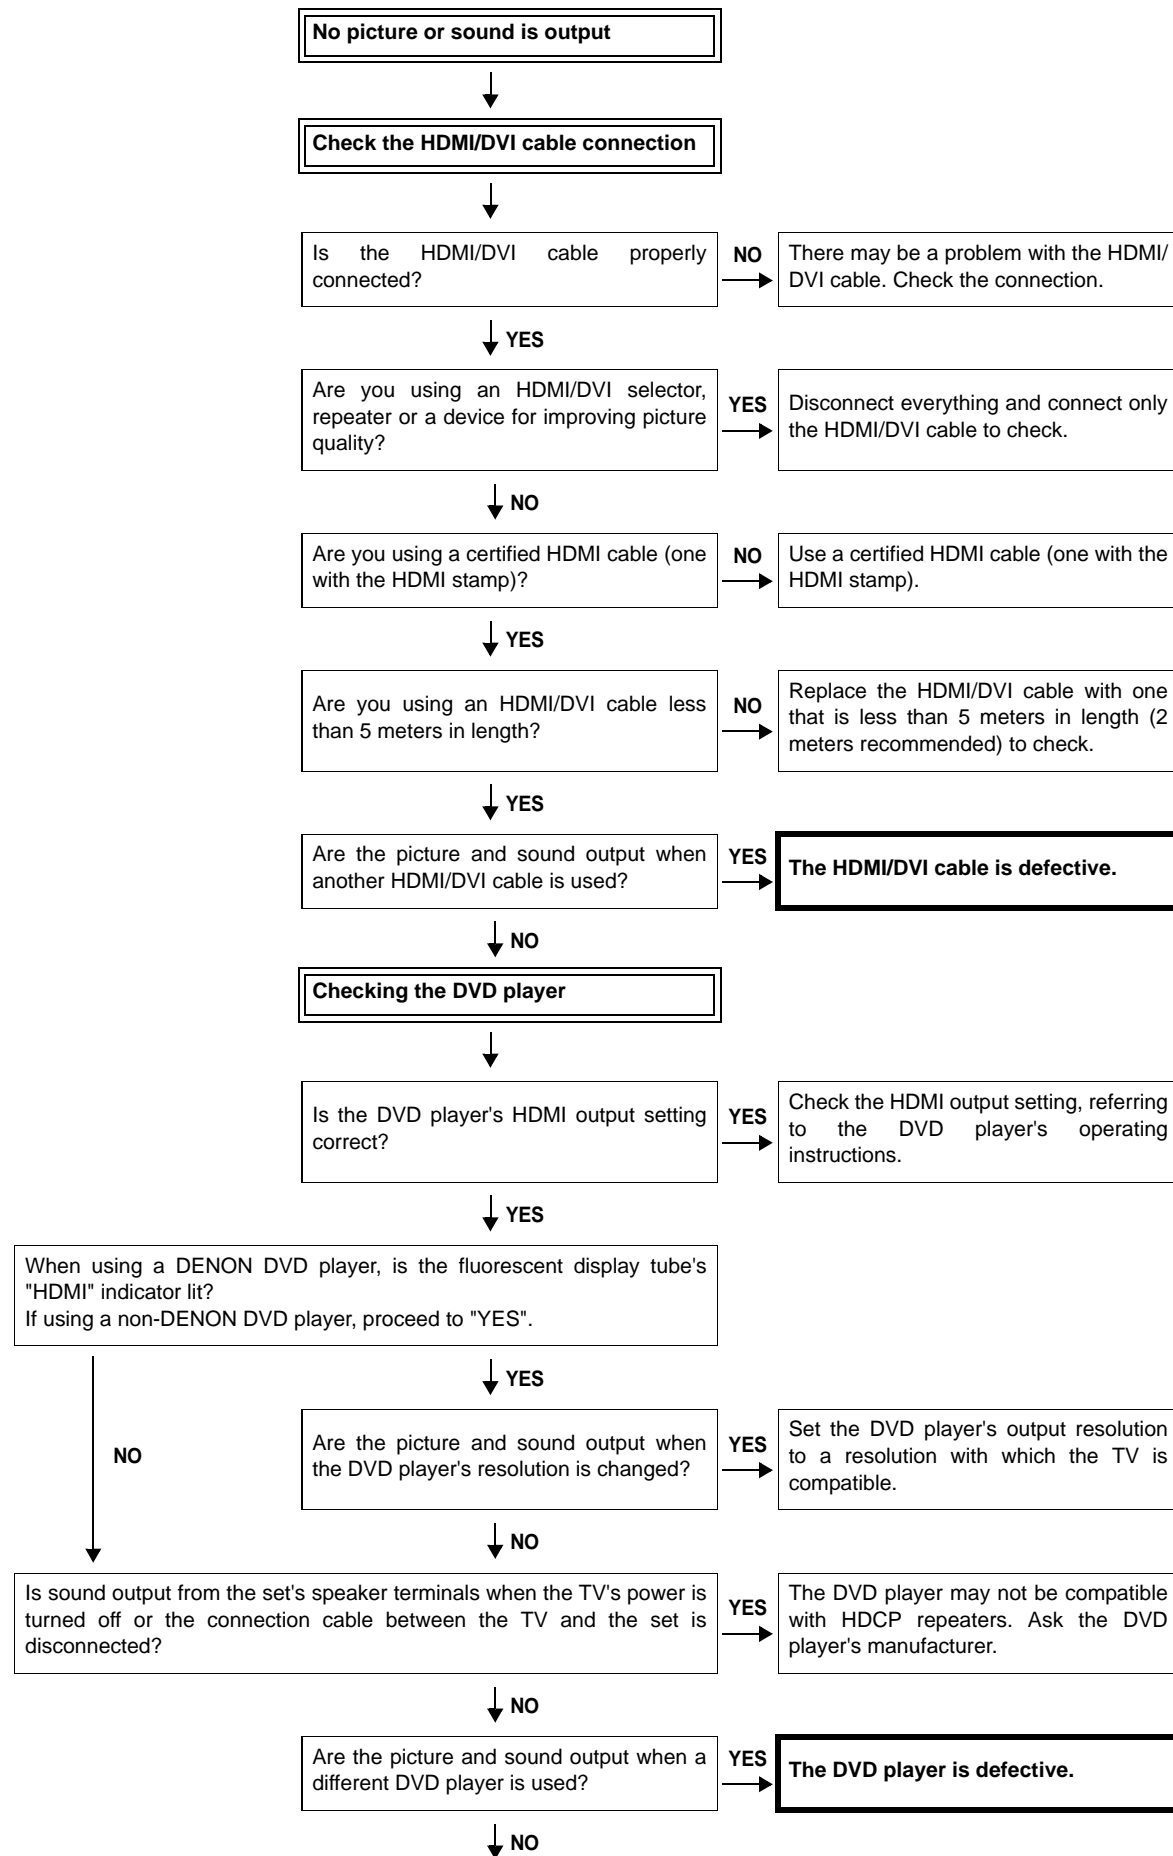 No picture or sound is output
Check the HDMI/DVI cable connection
Is the HDMI/DVI cable properly
connected?
NO
There may be a problem with the HDMI/
DVI cable. Check the connection.
YES
Are you using an HDMI/DVI selector,
repeater or a device for improving picture
quality?
YES
Disconnect everything and connect only
the HDMI/DVI cable to check.
NO
Are you using a certified HDMI cable (one
with the HDMI stamp)?
NO
Use a certified HDMI cable (one with the
HDMI stamp).
YES
Are you using an HDMI/DVI cable less
than 5 meters in length?
NO
Replace the HDMI/DVI cable with one
that is less than 5 meters in length (2
meters recommended) to check.
YES
Are the picture and sound output when
another HDMI/DVI cable is used?
YES
The HDMI/DVI cable is defective.
NO
Checking the DVD player
Is the DVD player's HDMI output setting
correct?
YES
Check the HDMI output setting, referring
to the DVD player's operating
instructions.
YES
When using a DENON DVD player, is the fluorescent display tube's
"HDMI" indicator lit?
If using a non-DENON DVD player, proceed to "YES".
YES
NO
Are the picture and sound output when
the DVD player's resolution is changed?
YES
Set the DVD player's output resolution
to a resolution with which the TV is
compatible.
NO
Is sound output from the set's speaker terminals when the TV's power is
turned off or the connection cable between the TV and the set is
disconnected?
YES
The DVD player may not be compatible
with HDCP repeaters. Ask the DVD
player's manufacturer.
NO
Are the picture and sound output when a
different DVD player is used?
YES
The DVD player is defective.
NO